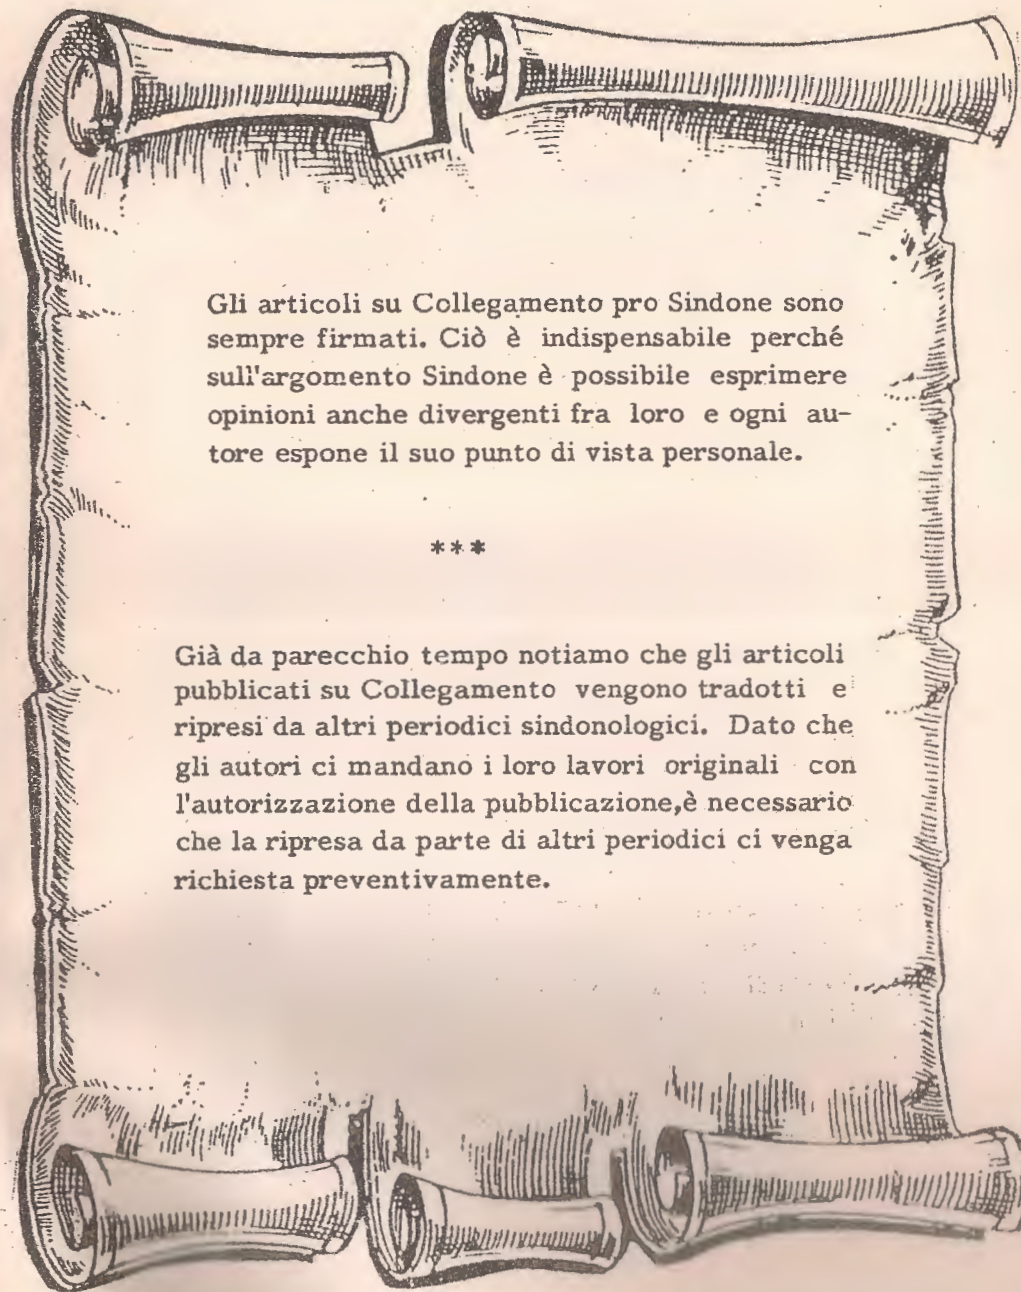 Gli articoli su Collegamento pro Sindone sono
sempre firmati. Ciò è indispensabile perché
sull'argomento Sindone è possibile esprimere
opinioni anche divergenti fra loro e ogni au-
tore espone il suo punto di vista personale.
***
Già da parecchio tempo notiamo che gli articoli
pubblicati su Collegamento vengono tradotti e
ripresi da altri periodici sindonologici. Dato che
gli autori ci mandano i loro lavori originali con
l'autorizzazione della pubblicazione,è necessario
che la ripresa da parte di altri periodici ci venga
richiesta preventivamente.